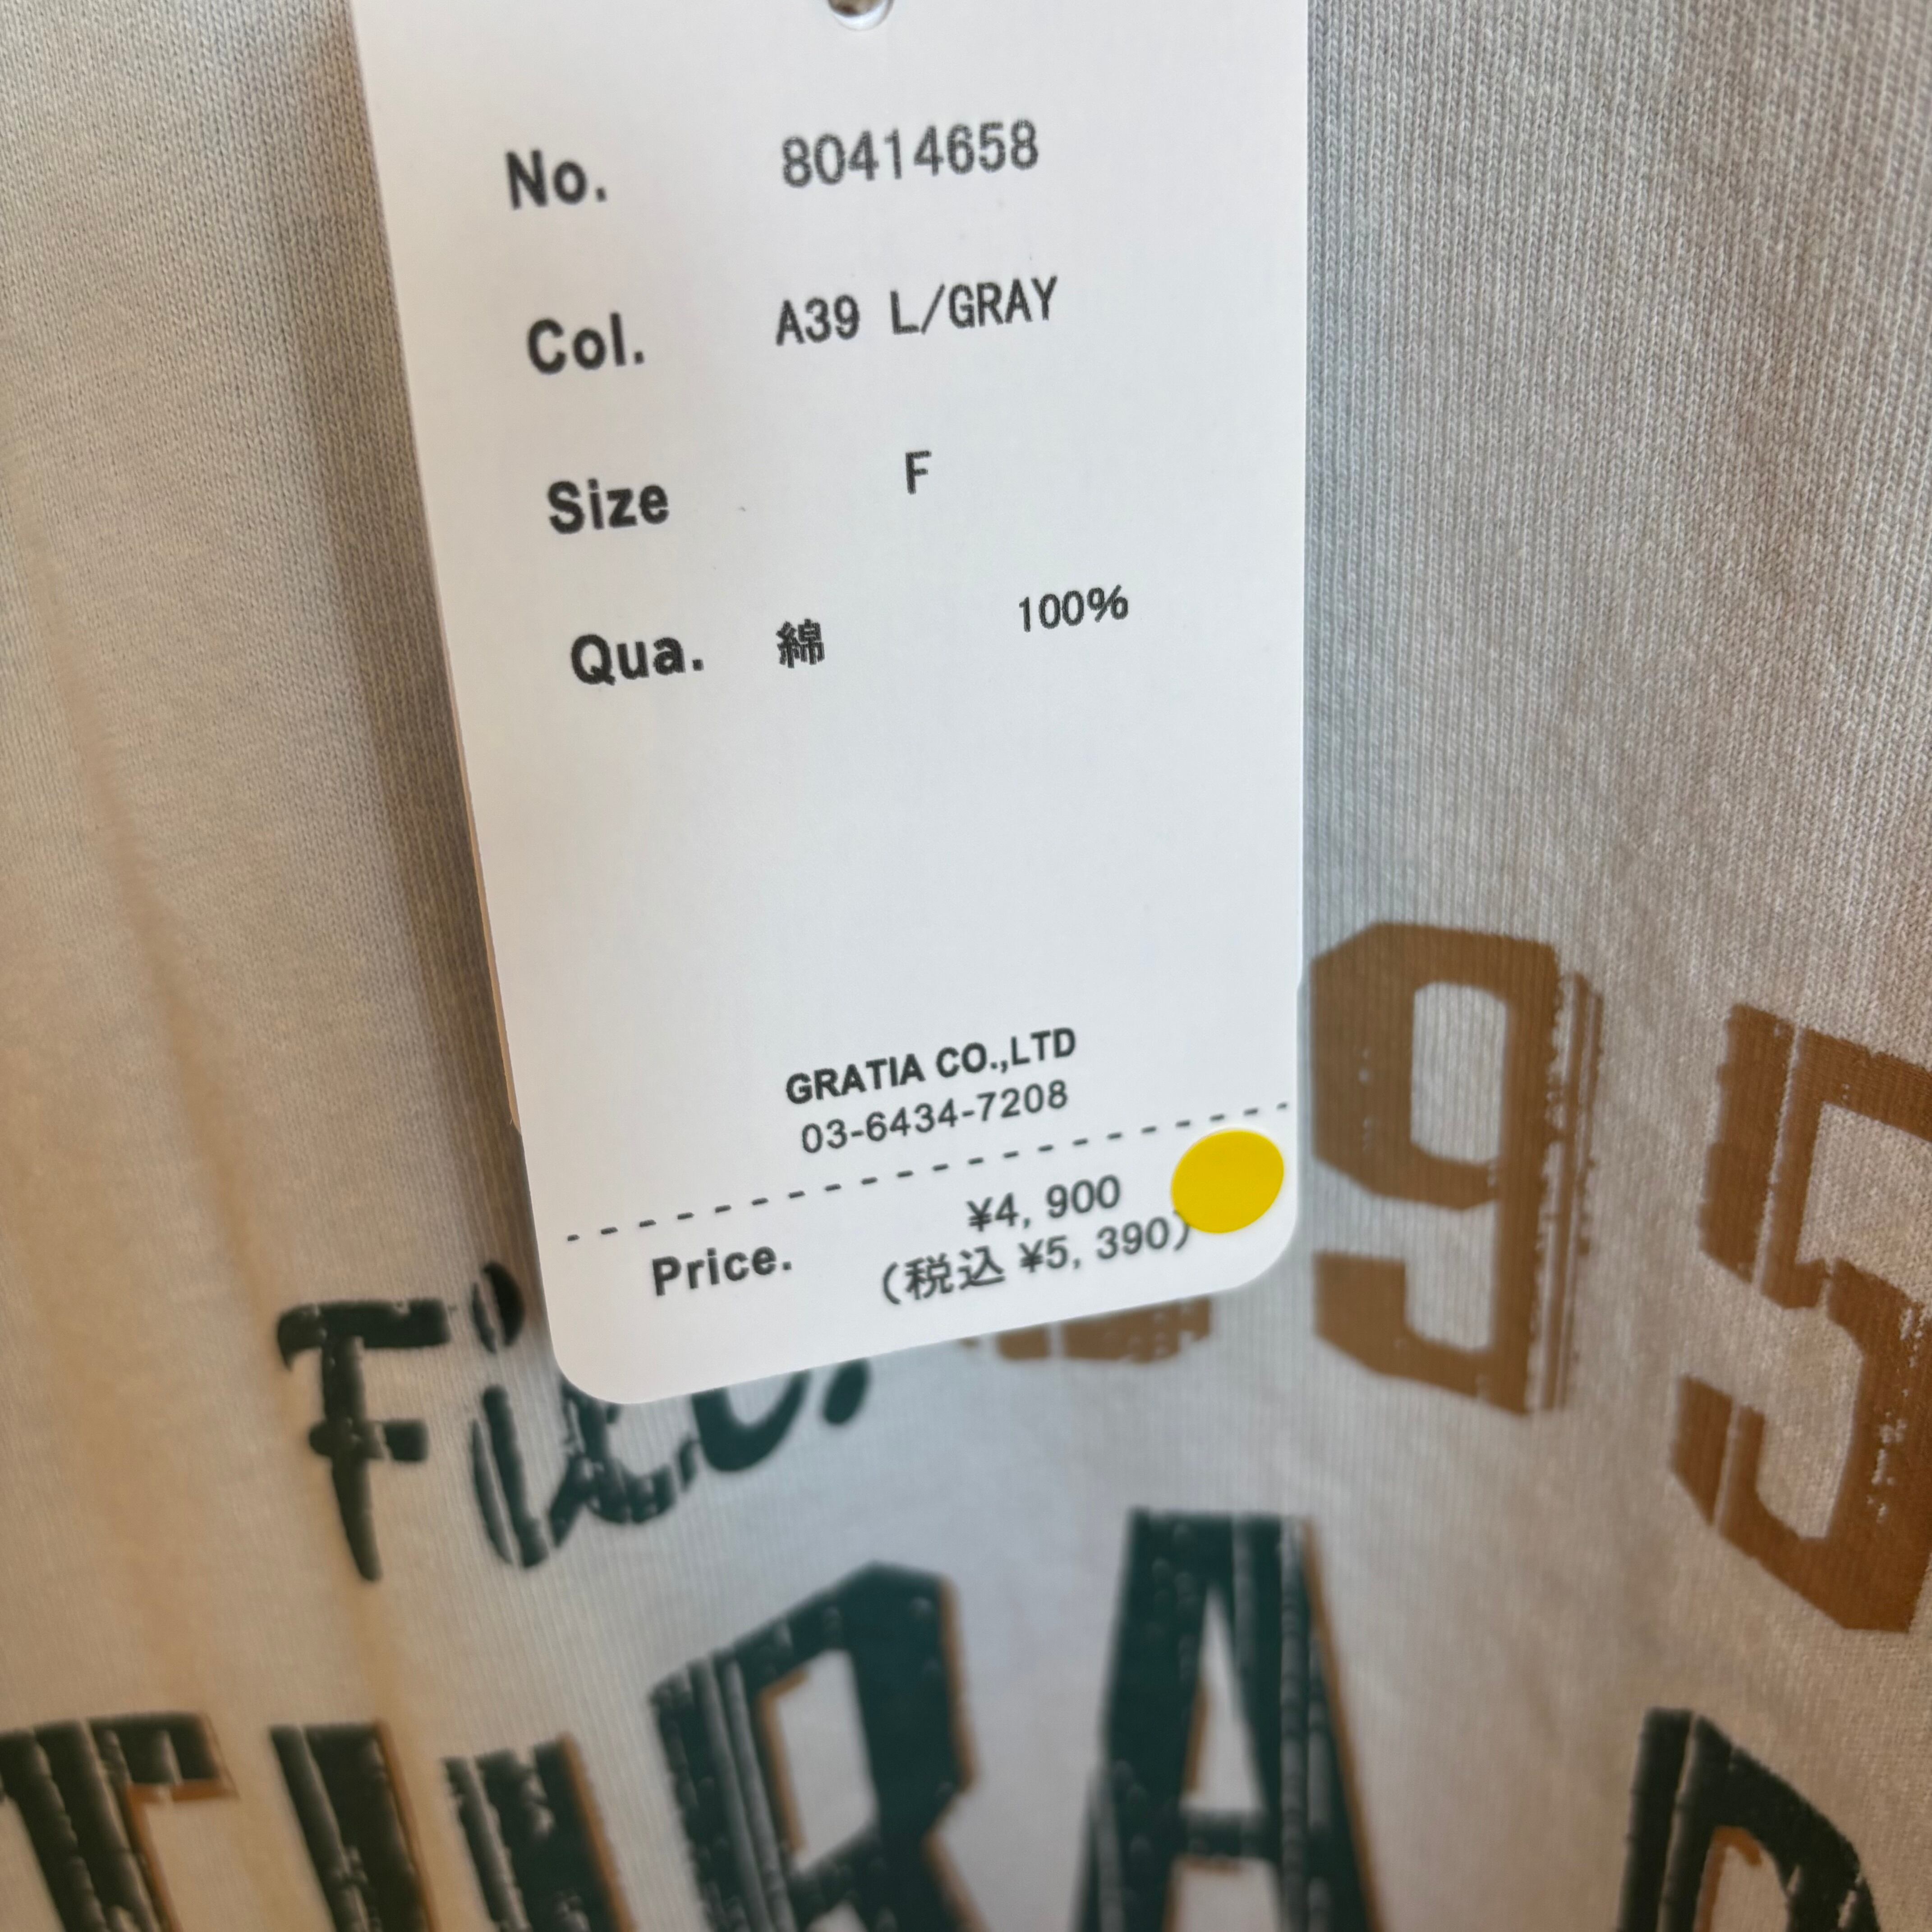 No. 80414658
Col. A39 L/GRAY
Size F
Qua. 綿 100%
GRATIA CO.,LTD
03-6434-7208
Price. ¥4, 900
(税込 ¥5, 390)